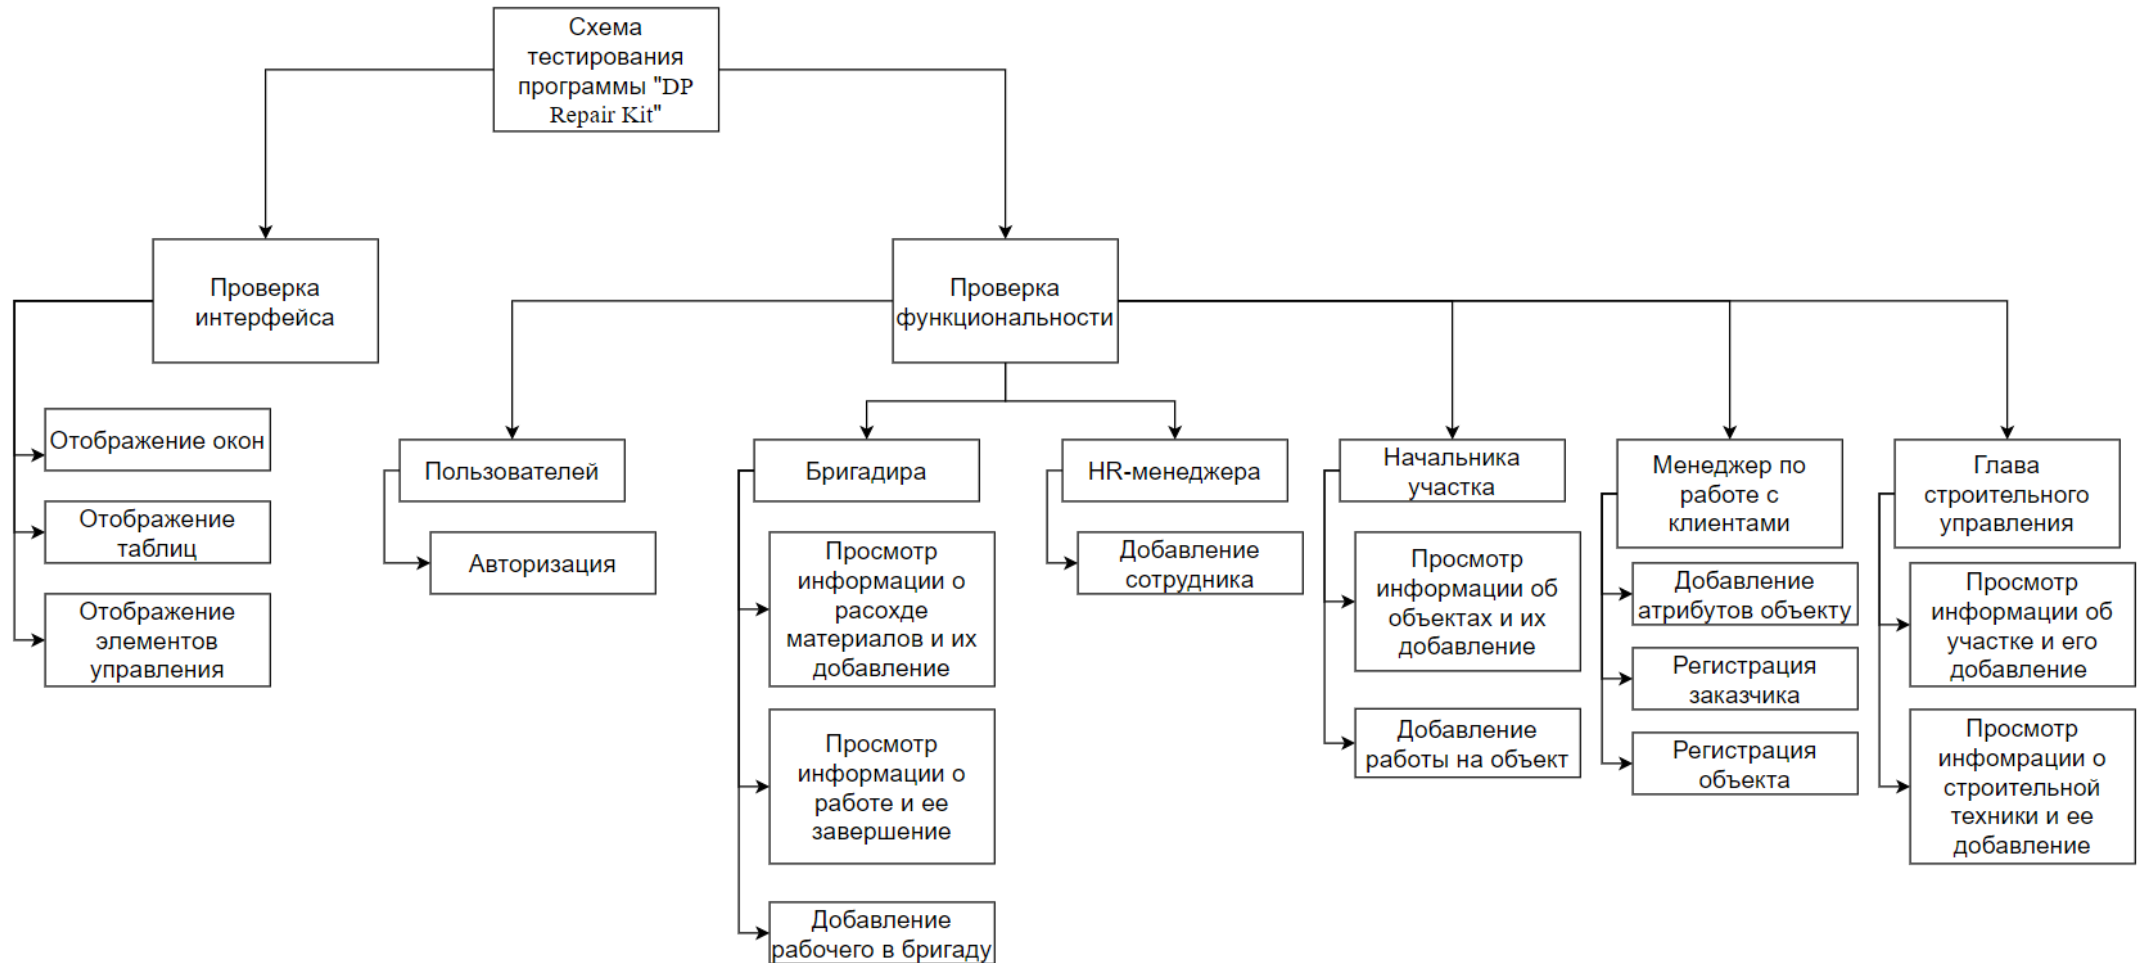 Схема
тестирования
программы "DP
Repair Kit"
Проверка
интерфейса
Проверка
функциональности
Отображение окон
Отображение
таблиц
Отображение
элементов
управления
Пользователей
Авторизация
Бригадира
Просмотр
информации о
расохде
материалов и их
добавление
Просмотр
информации о
работе и ее
завершение
Добавление
рабочего в бригаду
HR-менеджера
Добавление
сотрудника
Начальника
участка
Просмотр
информации об
объектах и их
добавление
Добавление
работы на объект
Менеджер по
работе с
клиентами
Добавление
атрибутов объекту
Регистрация
заказчика
Регистрация
объекта
Глава
строительного
управления
Просмотр
информации об
участке и его
добавление
Просмотр
инфомрации о
строительной
техники и ее
добавление